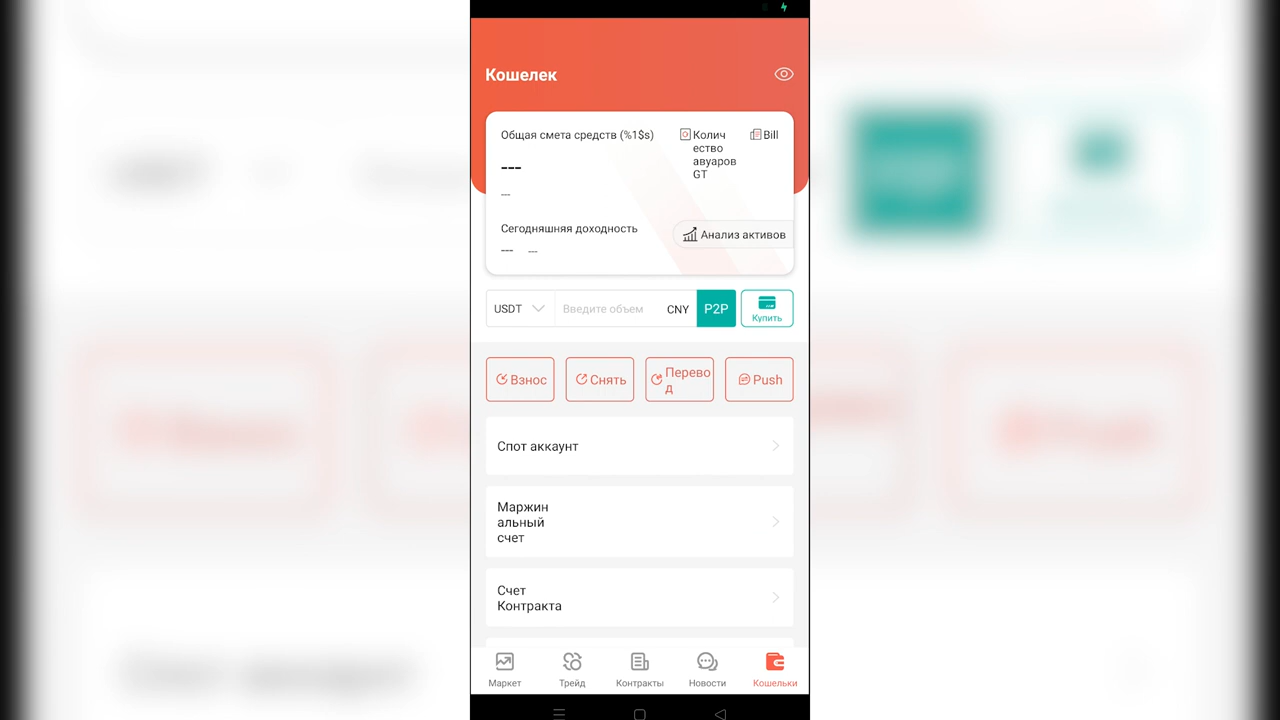 Кошелек
Общая смета средств (%1$s)
Колич
ество
авуаров
GT
Bill
---
---
Сегодняшняя доходность
Анализ активов
--- ---
USDT
Введите объем
CNY
P2P
Купить
Взнос
Снять
Перево
д
Push
Спот аккаунт
Маржин
альный
счет
Счет
Контракта
Маркет
Трейд
Контракты
Новости
Кошельки